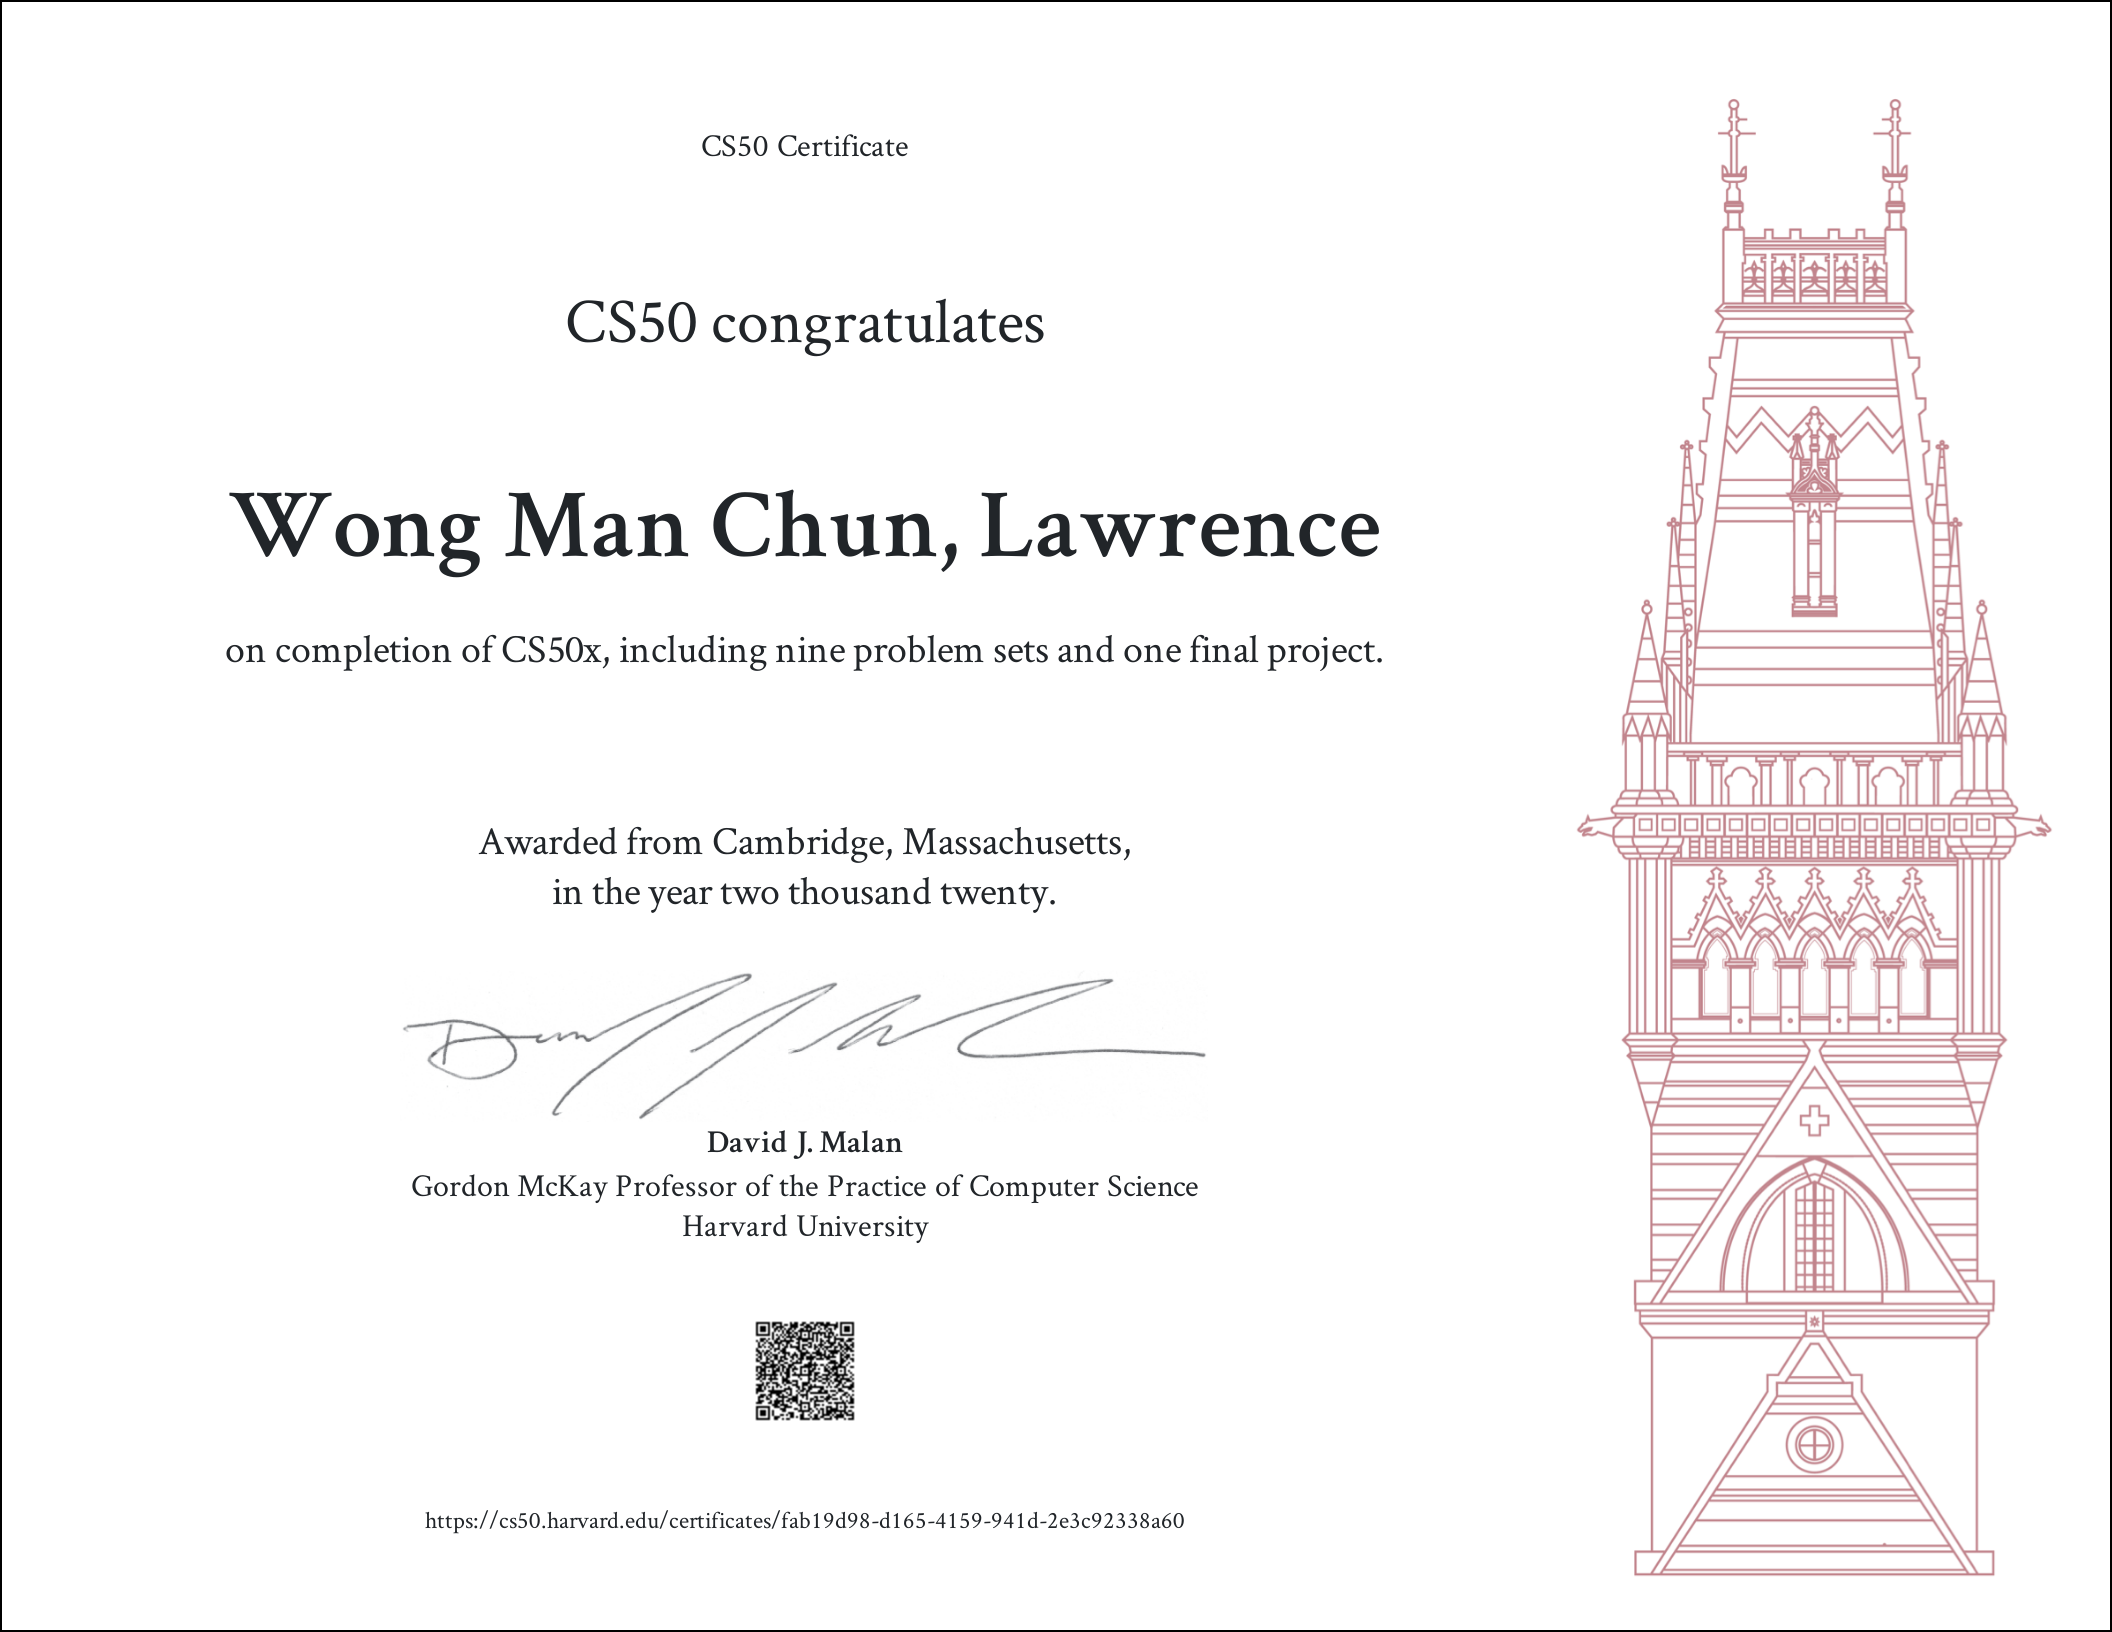 CS50 Certificate
CS50 congratulates
Wong Man Chun, Lawrence
on completion of CS50x, including nine problem sets and one final project.
Awarded from Cambridge, Massachusetts,
in the year two thousand twenty.
David J. Malan
Gordon McKay Professor of the Practice of Computer Science
Harvard University
https://cs50.harvard.edu/certificates/fab19d98-d165-4159-941d-2e3c92338a60